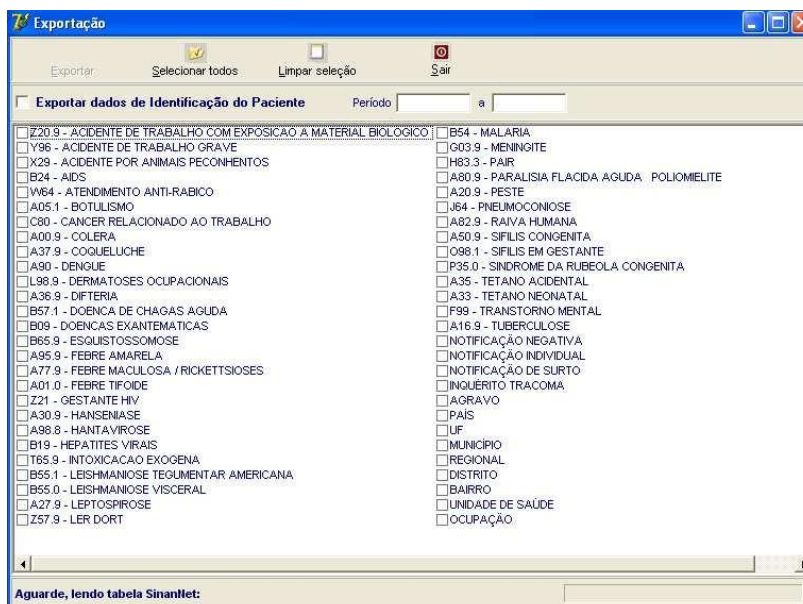 Exportação
Exportar Selecionar todos Limpar seleção Sair
Exportar dados de Identificação do Paciente Período a
Z20.9 - ACIDENTE DE TRABALHO COM EXPOSICAO A MATERIAL BIOLOGICO
Y96 - ACIDENTE DE TRABALHO GRAVE
X29 - ACIDENTE POR ANIMAIS PECONHENTOS
B24 - AIDS
W64 - ATENDIMENTO ANTI-RABICO
A05.1 - BOTULISMO
C80 - CANCER RELACIONADO AO TRABALHO
A00.9 - COLERA
A37.9 - COQUELUCHE
A90 - DENGUE
L98.9 - DERMATOSES OCUPACIONAIS
A36.9 - DIFTERIA
B57.1 - DOENCA DE CHAGAS AGUDA
B09 - DOENCAS EXANTEMATICAS
B65.9 - ESQUISTOSSOMOSE
A95.9 - FEBRE AMARELA
A77.9 - FEBRE MACULOSA / RICKETTSIOSES
A01.0 - FEBRE TIFOIDE
Z21 - GESTANTE HIV
A30.9 - HANSENIASE
A98.8 - HANTAVIROSE
B19 - HEPATITES VIRAIS
T65.9 - INTOXICACAO EXOGENA
B55.1 - LEISHMANIOSE TEGUMENTAR AMERICANA
B55.0 - LEISHMANIOSE VISCERAL
A27.9 - LEPTOSPIROSE
Z57.9 - LER DORT
B54 - MALARIA
G03.9 - MENINGITE
H83.3 - PAIR
A80.9 - PARALISIA FLACIDA AGUDA POLIOMIELITE
A20.9 - PESTE
J64 - PNEUMOCONIOSE
A82.9 - RAIVA HUMANA
A50.9 - SIFILIS CONGENITA
O98.1 - SIFILIS EM GESTANTE
P35.0 - SINDROME DA RUBEOLA CONGENITA
A35 - TETANO ACIDENTAL
A33 - TETANO NEONATAL
F99 - TRANSTORNO MENTAL
A16.9 - TUBERCULOSE
NOTIFICAÇÃO NEGATIVA
NOTIFICAÇÃO INDIVIDUAL
NOTIFICAÇÃO DE SURTO
INQUÉRITO TRACOMA
AGRAVO
PAÍS
UF
MUNICÍPIO
REGIONAL
DISTRITO
BAIRRO
UNIDADE DE SAÚDE
OCUPAÇÃO
Aguarde, lendo tabela SinanNet: